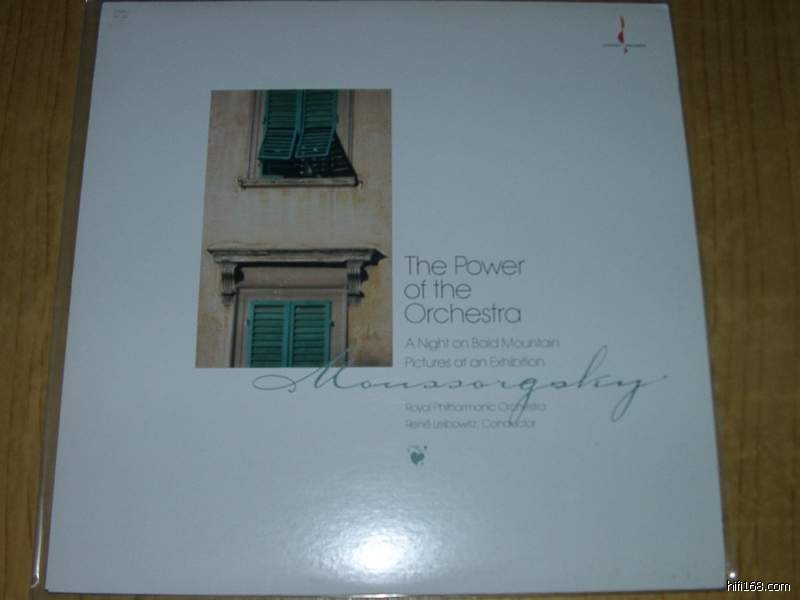 The Power
of the
Orchestra
A Night on Bald Mountain
Pictures at an Exhibition
Moussorgsky
Royal Philharmonic Orchestra
René Leibowitz, Conductor
hifi168.com